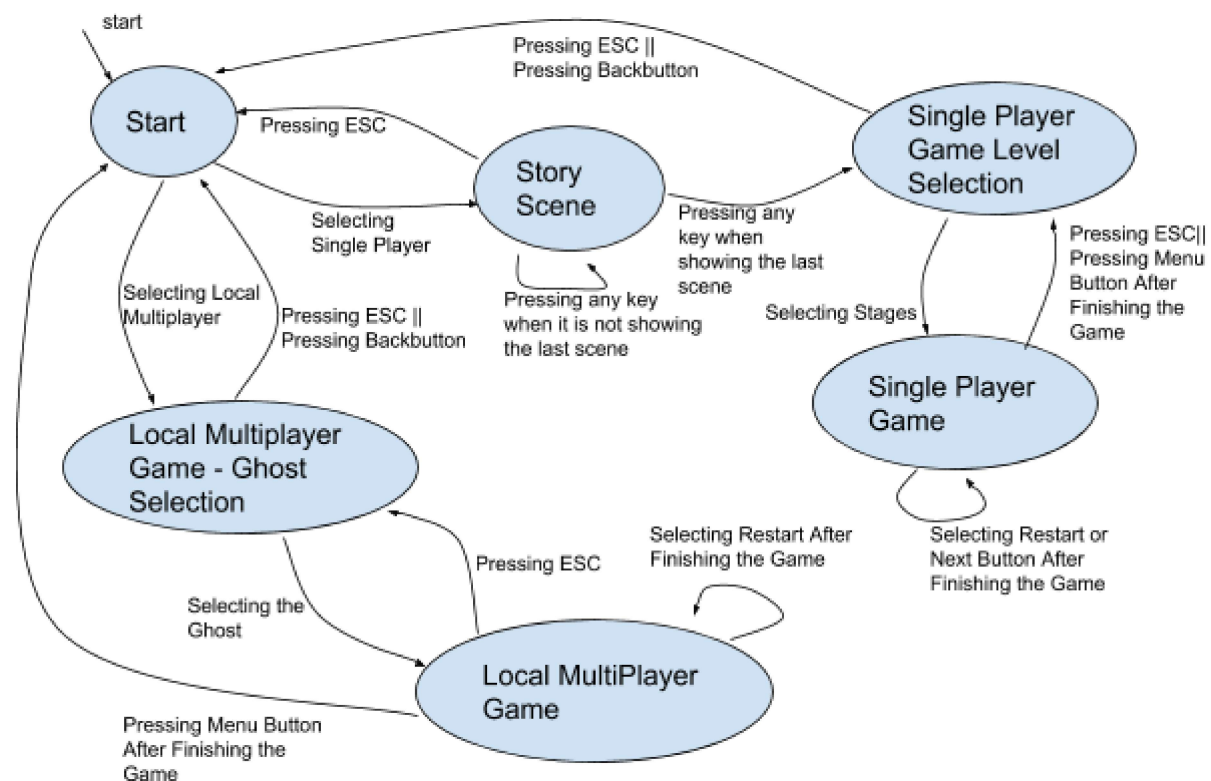 start
Start
Pressing ESC ||
Pressing Backbutton
Single Player
Game Level
Selection
Pressing ESC
Story
Scene
Selecting
Single Player
Pressing any
key when
showing the last
scene
Pressing ESC||
Pressing Menu
Button After
Finishing the
Game
Selecting Local
Multiplayer
Pressing ESC ||
Pressing Backbutton
Pressing any key
when it is not showing
the last scene
Selecting Stages
Single Player
Game
Local Multiplayer
Game - Ghost
Selection
Selecting Restart After
Finishing the Game
Selecting Restart or
Next Button After
Finishing the Game
Pressing ESC
Selecting the
Ghost
Local MultiPlayer
Game
Pressing Menu Button
After Finishing the
Game